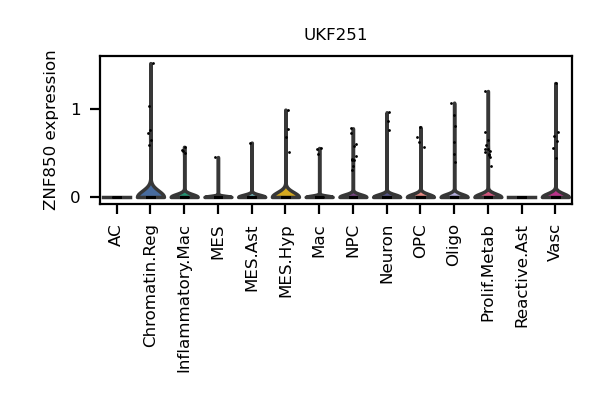 UKF251
ZNF850 expression
1
0
AC
Chromatin.Reg
Inflammatory.Mac
MES
MES.Ast
MES.Hyp
Mac
NPC
Neuron
OPC
Oligo
Prolif.Metab
Reactive.Ast
Vasc